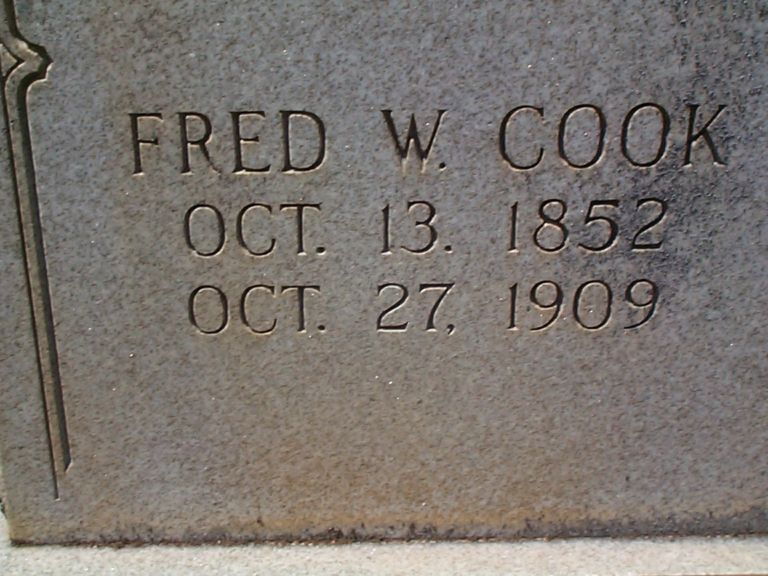 FRED W. COOK
OCT. 13. 1852
OCT. 27, 1909